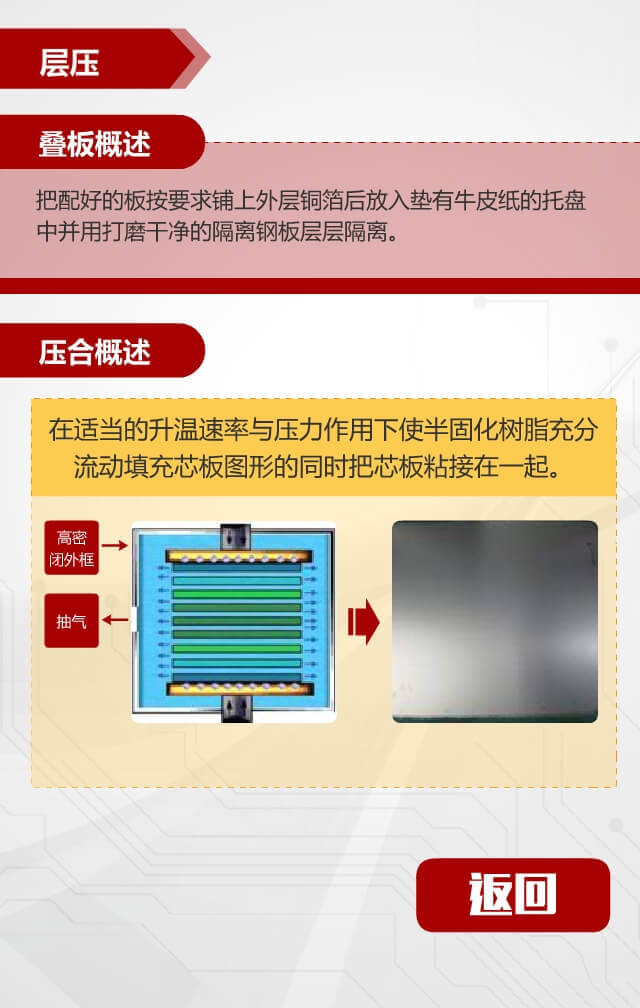 层压
叠板概述
把配好的板按要求铺上外层铜箔后放入垫有牛皮纸的托盘
中并用打磨干净的隔离钢板层层隔离。
压合概述
在适当的升温速率与压力作用下使半固化树脂充分
流动填充芯板图形的同时把芯板粘接在一起。
高密
闭外框
抽气
返回